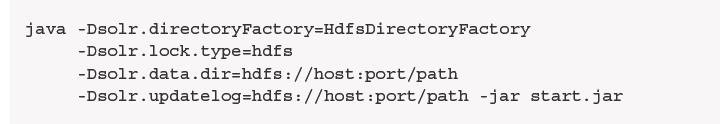 java -Dsolr.directoryFactory=HdfsDirectoryFactory
-Dsolr.lock.type=hdfs
-Dsolr.data.dir=hdfs://host:port/path
-Dsolr.updatelog=hdfs://host:port/path -jar start.jar